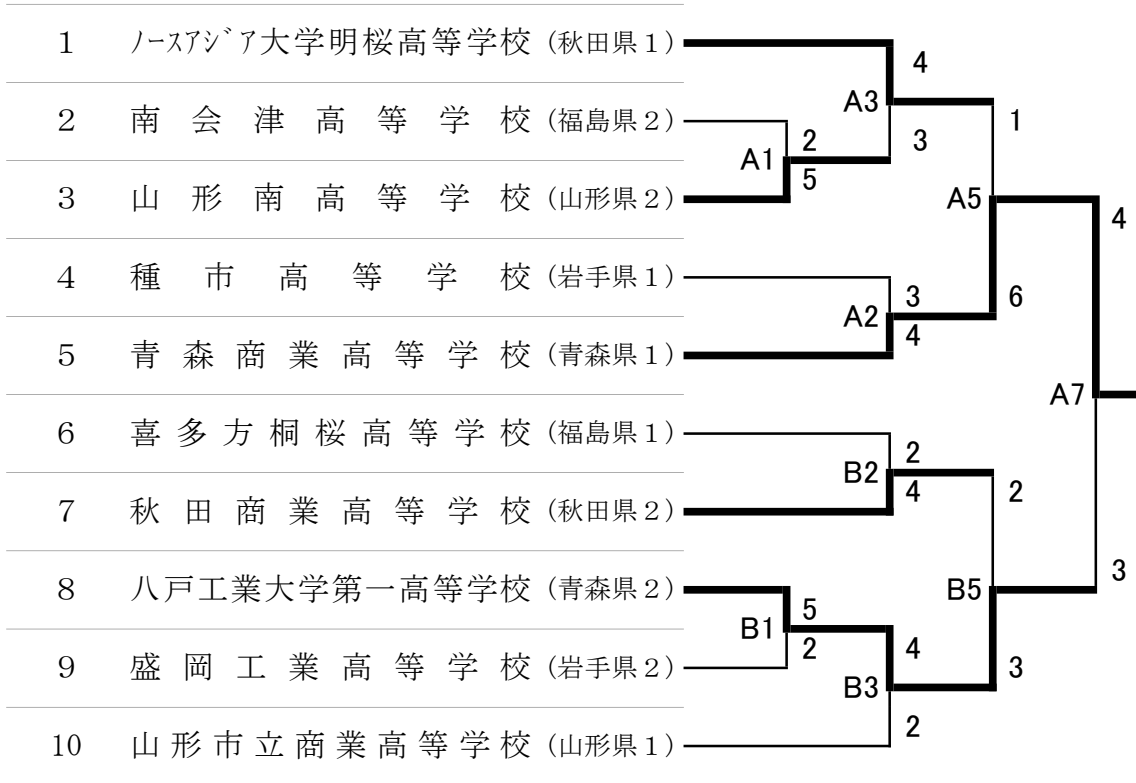 1 ノースアジア大学明桜高等学校 (秋田県１)
4
A3
2 南会津高等学校 (福島県２)
2
3
1
A1
5
3 山形南高等学校 (山形県２)
A5
4
4 種市高等学校 (岩手県１)
3
6
A2
4
5 青森商業高等学校 (青森県１)
A7
6 喜多方桐桜高等学校 (福島県１)
2
B2
4
2
7 秋田商業高等学校 (秋田県２)
3
8 八戸工業大学第一高等学校 (青森県２)
B5
5
B1
2
4
9 盛岡工業高等学校 (岩手県２)
3
B3
2
10 山形市立商業高等学校 (山形県１)